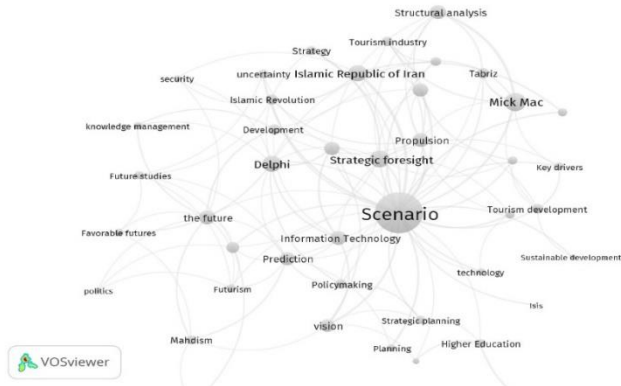 Structural analysis
Tourism industry
Strategy
security
uncertainty
Islamic Republic of Iran
Tabriz
Islamic Revolution
Mick Mac
knowledge management
Development
Propulsion
Delphi
Strategic foresight
Key drivers
Future studies
the future
Scenario
Tourism development
Favorable futures
Information Technology
Prediction
Sustainable development
technology
politics
Futurism
Policymaking
Isis
vision
Strategic planning
Mahdism
Planning
Higher Education
VOSviewer